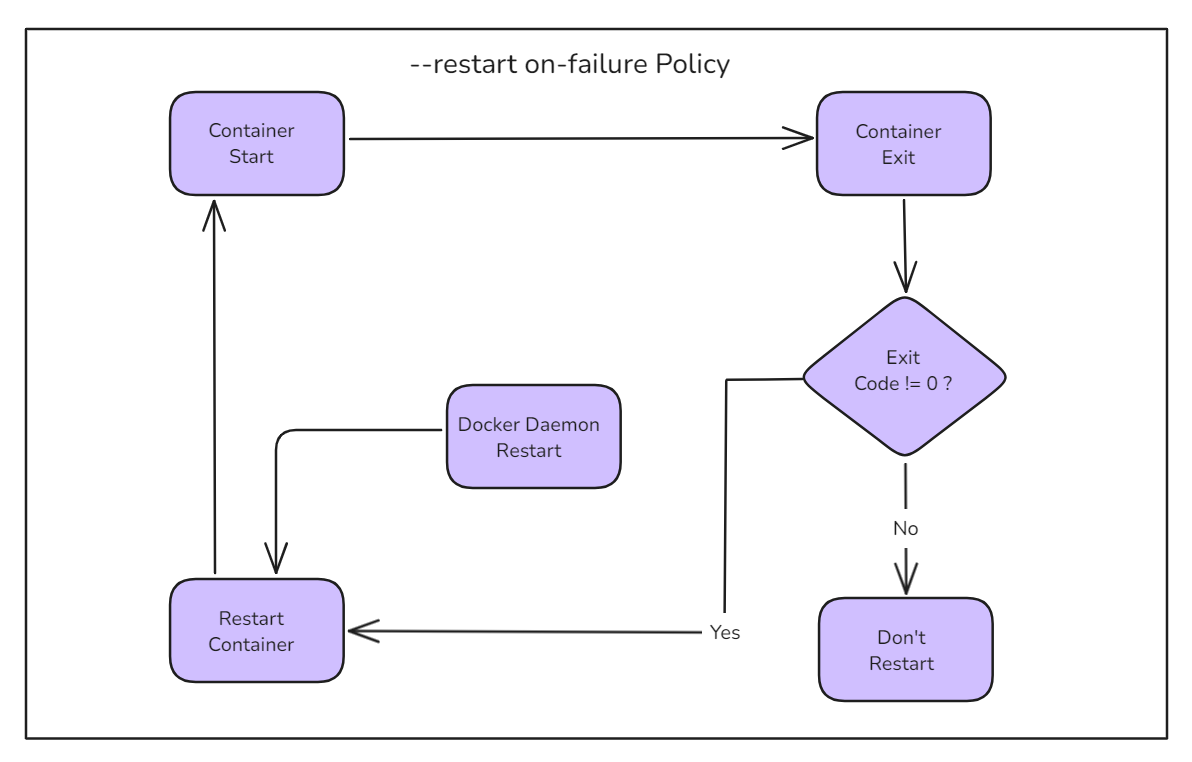 --restart on-failure Policy
Container
Start
Container
Exit
Exit
Code != 0 ?
Docker Daemon
Restart
No
Restart
Container
Yes
Don't
Restart